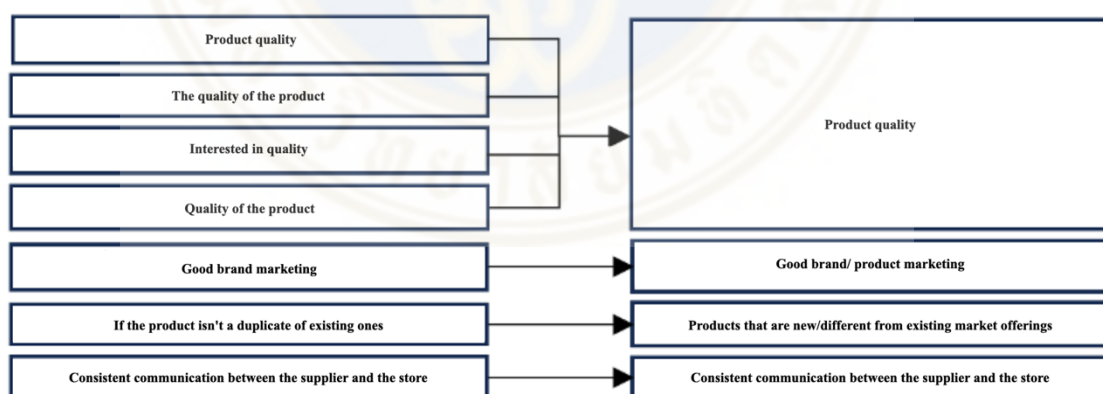 Product quality
The quality of the product
Interested in quality
Quality of the product
Product quality
Good brand marketing
Good brand/ product marketing
If the product isn't a duplicate of existing ones
Products that are new/different from existing market offerings
Consistent communication between the supplier and the store
Consistent communication between the supplier and the store